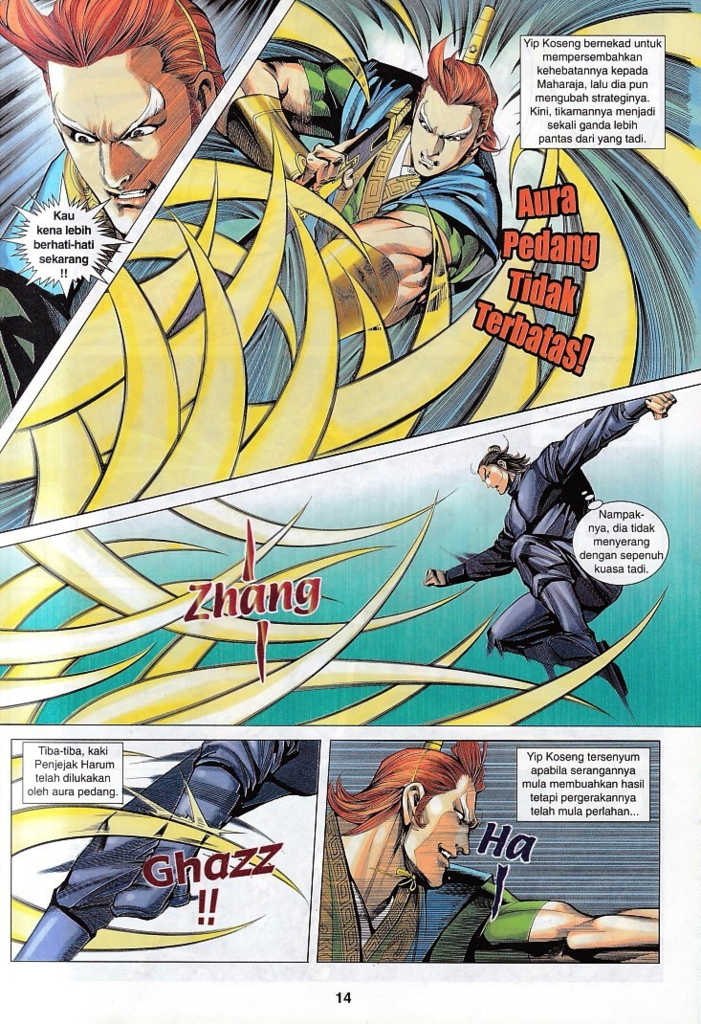 Kau
kena lebih
berhati-hati
sekarang
!!
Yip Koseng bernekad untuk
mempersembahkan
kehebatannya kepada
Maharaja, lalu dia pun
mengubah strateginya.
Kini, tikamannya menjadi
sekali ganda lebih
pantas dari yang tadi.
Aura
Pedang
Tidak
Terbatas!
Nampak-
nya, dia tidak
menyerang
dengan sepenuh
kuasa tadi.
Zhang
Tiba-tiba, kaki
Penjejak Harum
telah dilukakan
oleh aura pedang.
Ghazz
!!
Yip Koseng tersenyum
apabila serangannya
mula membuahkan hasil
tetapi pergerakannya
telah mula perlahan...
Ha
14